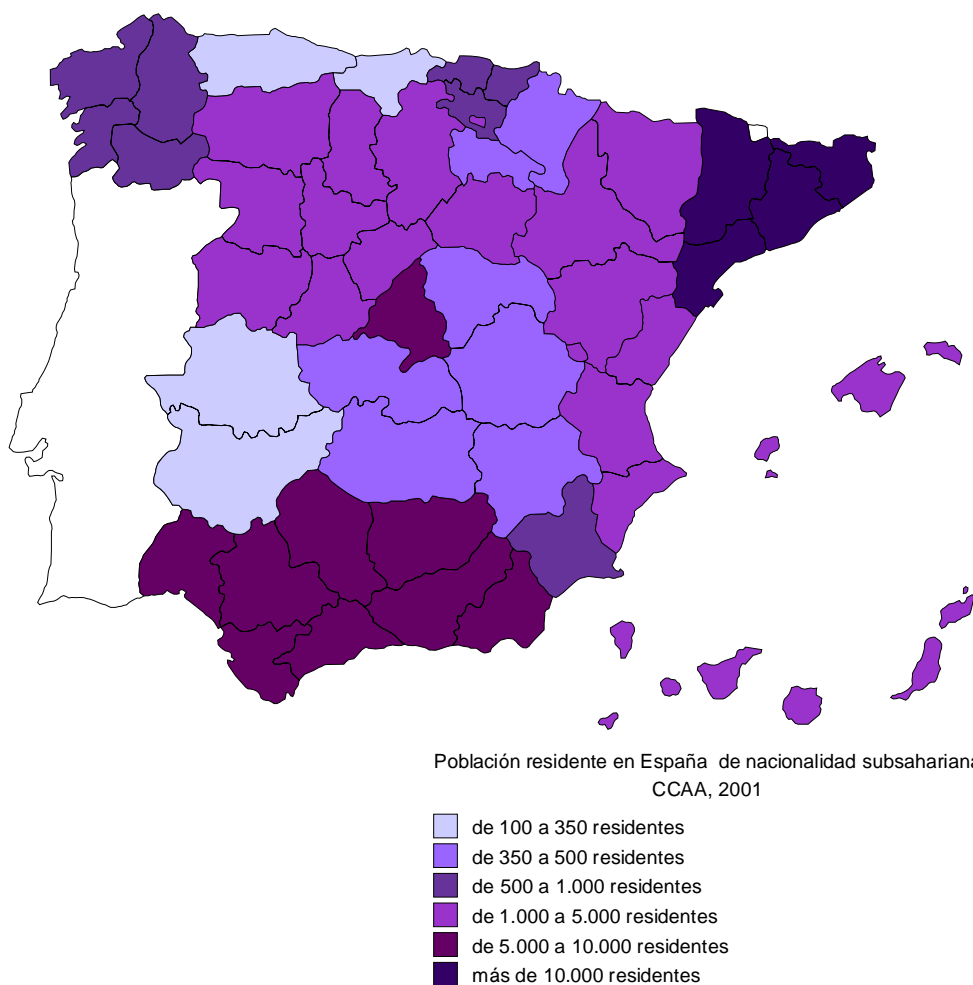 Población residente en España de nacionalidad subsahariana
CCAA, 2001
de 100 a 350 residentes
de 350 a 500 residentes
de 500 a 1.000 residentes
de 1.000 a 5.000 residentes
de 5.000 a 10.000 residentes
más de 10.000 residentes